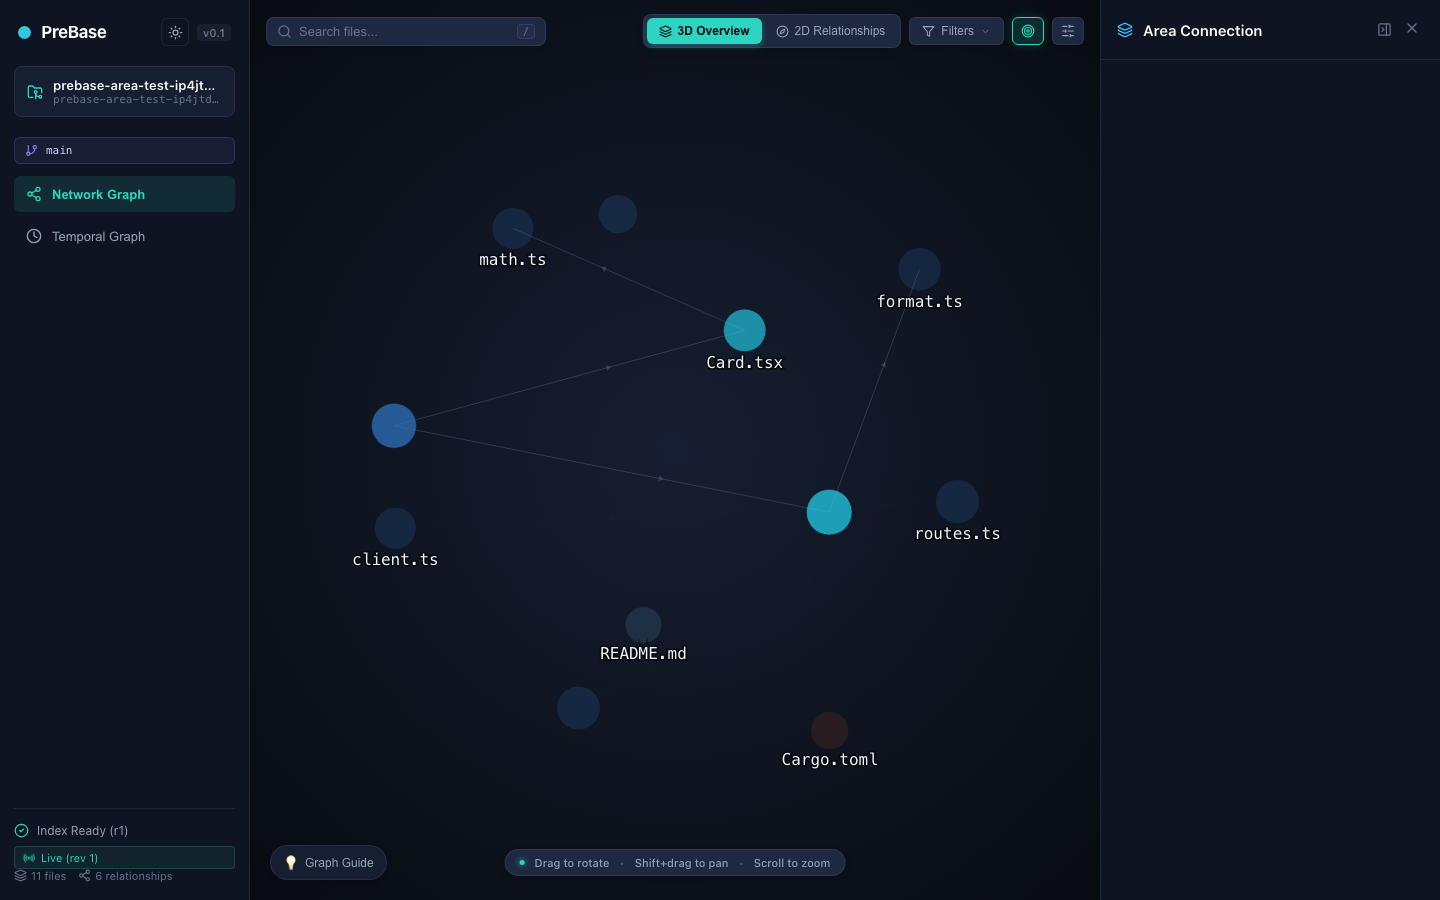 PreBase
v0.1
prebase-area-test-ip4jt...
prebase-area-test-ip4jtd…
main
Network Graph
Temporal Graph
Index Ready (r1)
Live (rev 1)
11 files
6 relationships
Search files...
/
3D Overview
2D Relationships
Filters
math.ts
format.ts
Card.tsx
routes.ts
client.ts
README.md
Cargo.toml
Graph Guide
Drag to rotate · Shift+drag to pan · Scroll to zoom
Area Connection